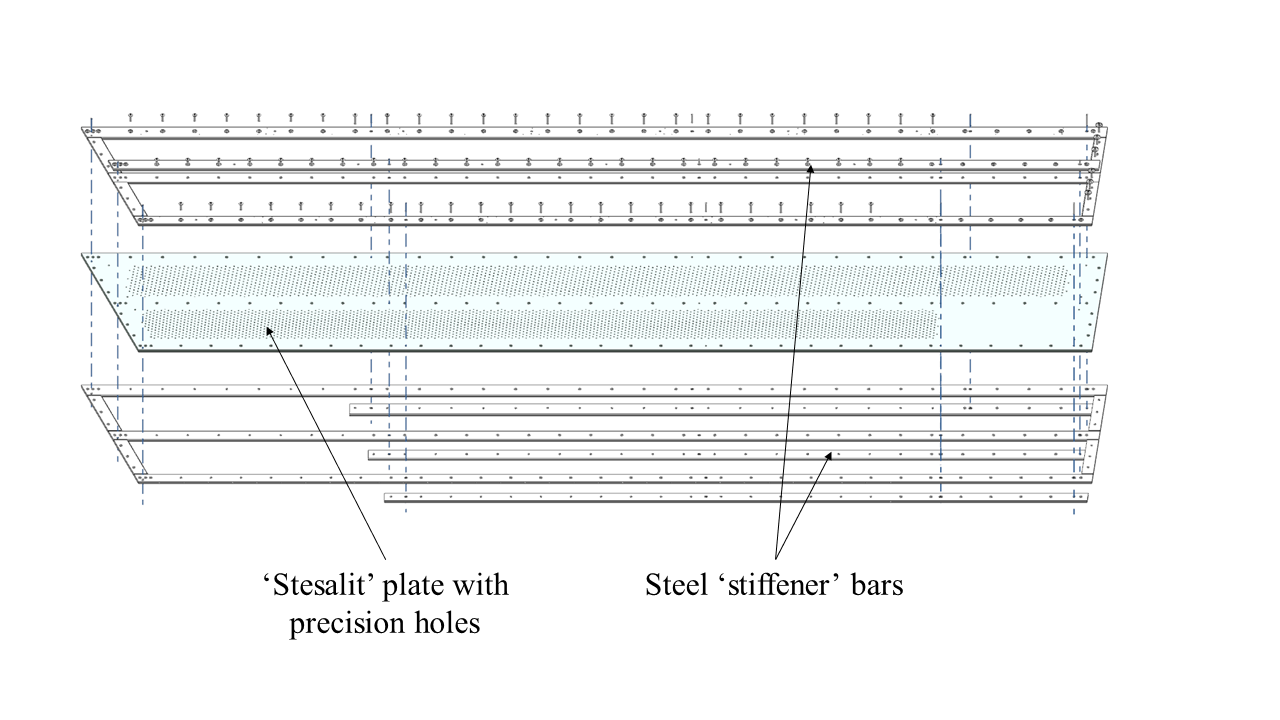 ‘Stesalit’ plate with
precision holes
Steel ‘stiffener’ bars